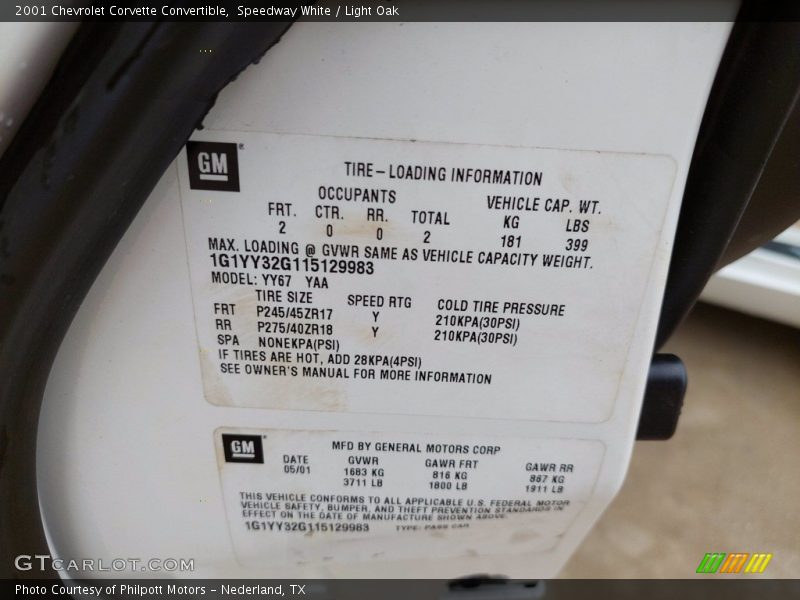 2001 Chevrolet Corvette Convertible,  Speedway White / Light Oak
GM
TIRE-LOADING INFORMATION
OCCUPANTS VEHICLE CAP. WT.
FRT. CTR. RR. TOTAL KG LBS
2 0 0 2 181 399
MAX. LOADING @ GVWR SAME AS VEHICLE CAPACITY WEIGHT.
1G1YY32G115129983
MODEL: YY67 YAA
TIRE SIZE SPEED RTG COLD TIRE PRESSURE
FRT P245/45ZR17 Y 210KPA(30PSI)
RR P275/40ZR18 Y 210KPA(30PSI)
SPA NONEKPA(PSI)
IF TIRES ARE HOT, ADD 28KPA(4PSI)
SEE OWNER'S MANUAL FOR MORE INFORMATION
GM
MFD BY GENERAL MOTORS CORP
DATE GVWR GAWR FRT GAWR RR
05/01 1683 KG 816 KG 867 KG
3711 LB 1800 LB 1911 LB
THIS VEHICLE CONFORMS TO ALL APPLICABLE U.S. FEDERAL MOTOR
VEHICLE SAFETY, BUMPER, AND THEFT PREVENTION STANDARDS IN
EFFECT ON THE DATE OF MANUFACTURE SHOWN ABOVE.
1G1YY32G115129983 TYPE: PASS CAR
GTCARLOT.COM
Photo Courtesy of Philpott Motors – Nederland, TX